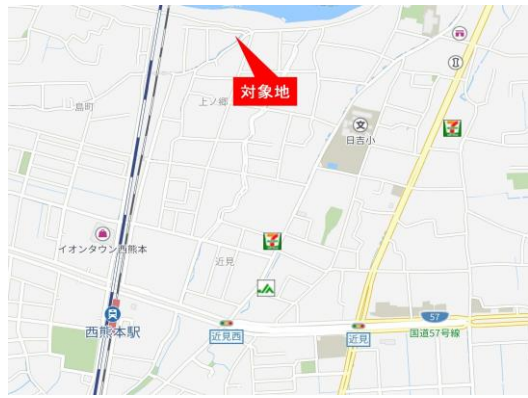 対象地
島町
上ノ郷
日吉小
文
イオンタウン西熊本
近見
西熊本駅
近見西
近見
57
国道57号線